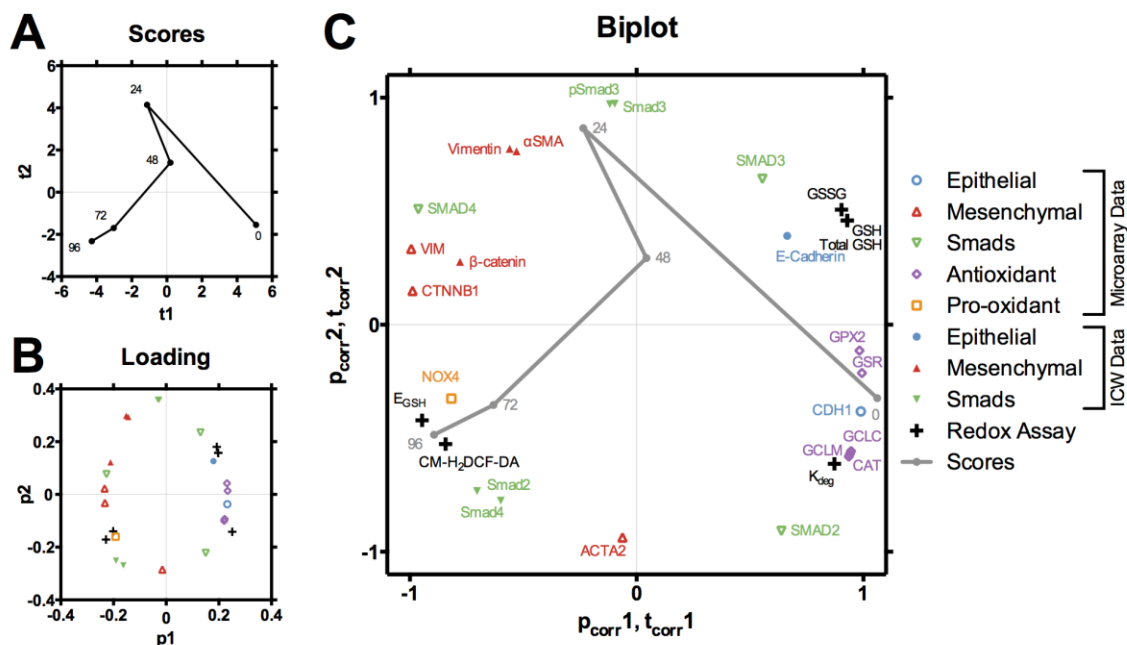 A
Scores
6
4
2
0
-2
-4
-6
-4
-2
0
2
4
6
t2
t1
24
48
72
96
0
B
Loading
0.4
0.2
0.0
-0.2
-0.4
-0.4
-0.2
0
0.2
0.4
p2
p1
C
Biplot
1
0
-1
-1
0
1
p_corr2, t_corr2
p_corr1, t_corr1
pSmad3
Smad3
24
Vimentin
αSMA
SMAD3
GSSG
SMAD4
GSH
Total GSH
VIM
β-catenin
48
E-Cadherin
CTNNB1
GPX2
GSR
NOX4
E_GSH
72
CDH1
0
96
GCLC
GCLM
CAT
CM-H₂DCF-DA
K_deg
Smad2
Smad4
SMAD2
ACTA2
Epithelial
Mesenchymal
Smads
Antioxidant
Pro-oxidant
Microarray Data
Epithelial
Mesenchymal
Smads
ICW Data
Redox Assay
Scores